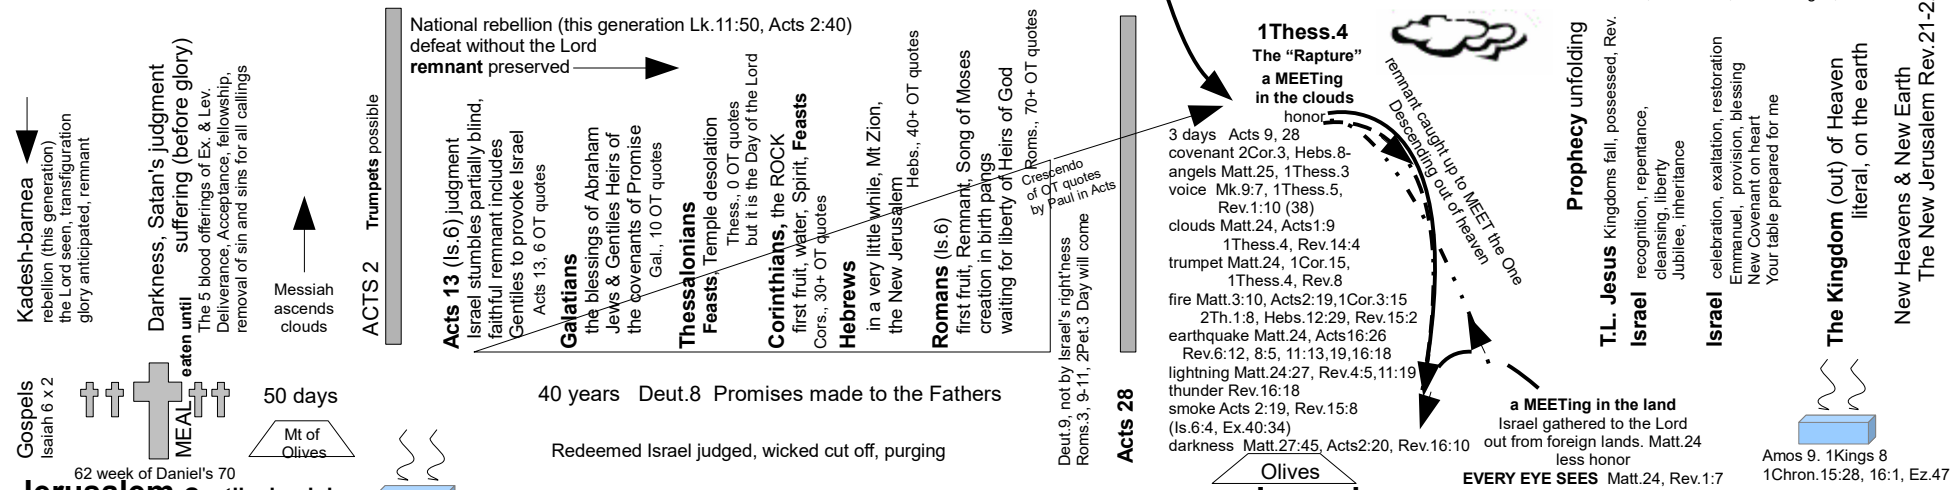 Kadesh-barnea
rebellion (this generation)
the Lord seen, transfiguration
glory anticipated, remnant
Gospels
Isaiah 6 x 2
Darkness, Satan's judgment
suffering (before glory)
MEAL eaten until
The 5 blood offerings of Ex. & Lev.
Deliverance, Acceptance, fellowship,
removal of sin and sins for all callings
62 week of Daniel's 70
Messiah
ascends
clouds
50 days
Mt of
Olives
ACTS 2 Trumpets possible
National rebellion (this generation Lk.11:50, Acts 2:40)
defeat without the Lord
remnant preserved
Acts 13 (Is.6) judgment
Israel stumbles partially blind,
faithful remnant includes
Gentiles to provoke Israel
Acts 13, 6 OT quotes
Galatians
the blessings of Abraham
Jews & Gentiles Heirs of
the covenants of Promise
Gal., 10 OT quotes
Thessalonians
Feasts, Temple desolation
Thess., 0 OT quotes
but it is the Day of the Lord
Corinthians, the ROCK
first fruit, water, Spirit, Feasts
Cors., 30+ OT quotes
Hebrews
in a very little while, Mt Zion,
the New Jerusalem
Hebs., 40+ OT quotes
Romans (Is.6)
first fruit, Remnant, Song of Moses
creation in birth pangs
waiting for liberty of Heirs of God
Roms., 70+ OT quotes
Crescendo
of OT quotes
by Paul in Acts
40 years Deut.8 Promises made to the Fathers
Redeemed Israel judged, wicked cut off, purging
Deut.9, not by Israel's right'ness
Roms.3, 9-11, 2Pet.3 Day will come
Acts 28
1Thess.4
The “Rapture”
a MEETing
in the clouds
honor
3 days Acts 9, 28
covenant 2Cor.3, Hebs.8-
angels Matt.25, 1Thess.3
voice Mk.9:7, 1Thess.5,
Rev.1:10 (38)
clouds Matt.24, Acts1:9
1Thess.4, Rev.14:4
trumpet Matt.24, 1Cor.15,
1Thess.4, Rev.8
fire Matt.3:10, Acts2:19,1Cor.3:15
2Th.1:8, Hebs.12:29, Rev.15:2
earthquake Matt.24, Acts16:26
Rev.6:12, 8:5, 11:13,19,16:18
lightning Matt.24:27, Rev.4:5,11:19
thunder Rev.16:18
smoke Acts 2:19, Rev.15:8
(Is.6:4, Ex.40:34)
darkness Matt.27:45, Acts2:20, Rev.16:10
Olives
remnant caught up to MEET the One
Descending out of heaven
a MEETing in the land
Israel gathered to the Lord
out from foreign lands. Matt.24
less honor
EVERY EYE SEES Matt.24, Rev.1:7
Prophecy unfolding
T.L. Jesus Kingdoms fall, possessed, Rev.
Israel recognition, repentance,
cleansing, liberty
Jubilee, inheritance
Israel celebration, exaltation, restoration
Emmanuel, provision, blessing
New Covenant on heart
Your table prepared for me
The Kingdom (out) of Heaven
literal, on the earth
New Heavens & New Earth
The New Jerusalem Rev.21-2
Amos 9. 1Kings 8
1Chron.15:28, 16:1, Ez.47
Jerusalem